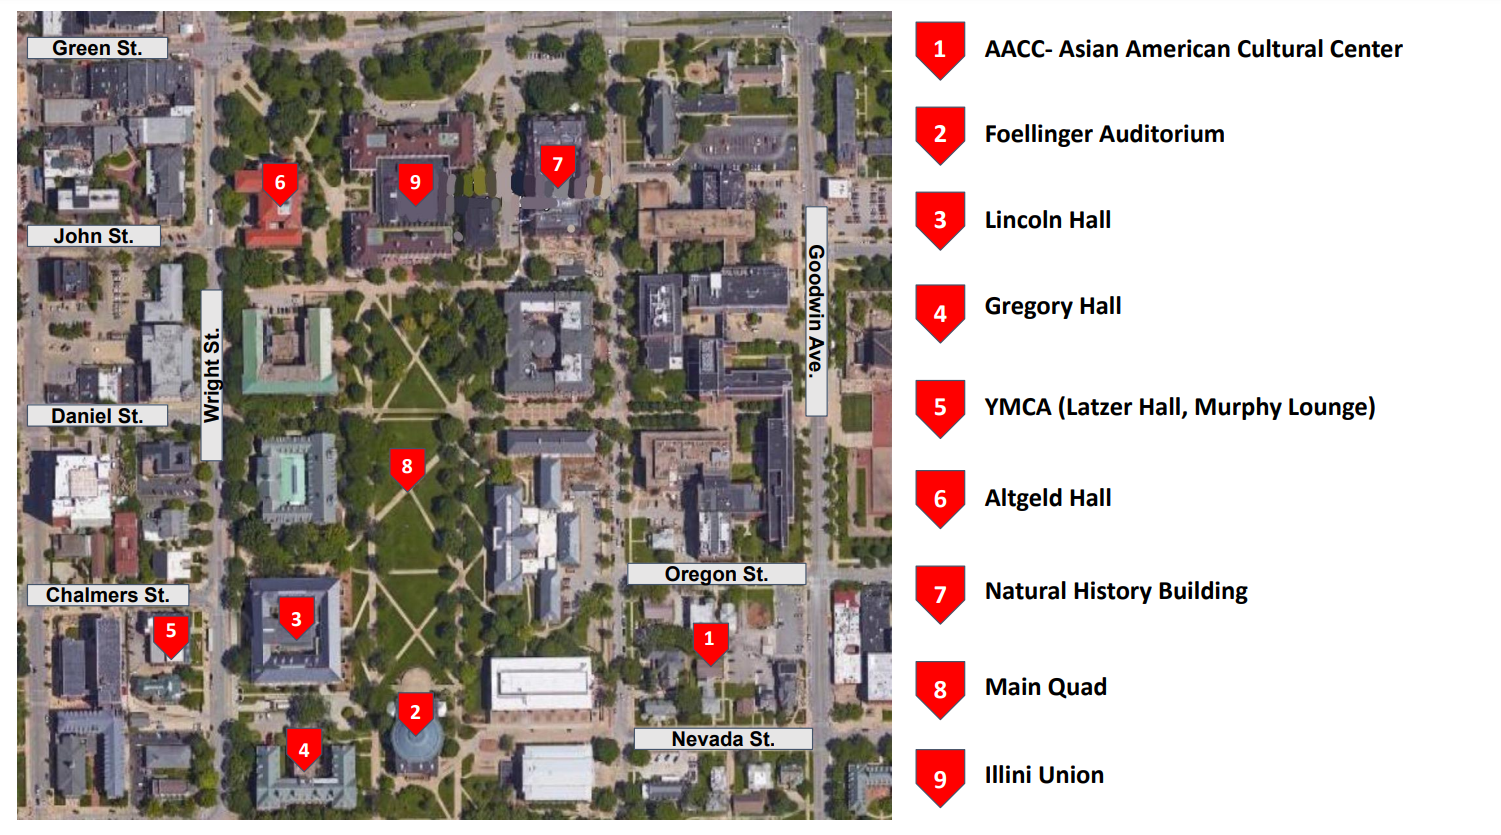 Green St.
John St.
Daniel St.
Chalmers St.
Wright St.
Goodwin Ave.
Oregon St.
Nevada St.
6
9
7
8
3
5
1
2
4
1 AACC- Asian American Cultural Center
2 Foellinger Auditorium
3 Lincoln Hall
4 Gregory Hall
5 YMCA (Latzer Hall, Murphy Lounge)
6 Altgeld Hall
7 Natural History Building
8 Main Quad
9 Illini Union